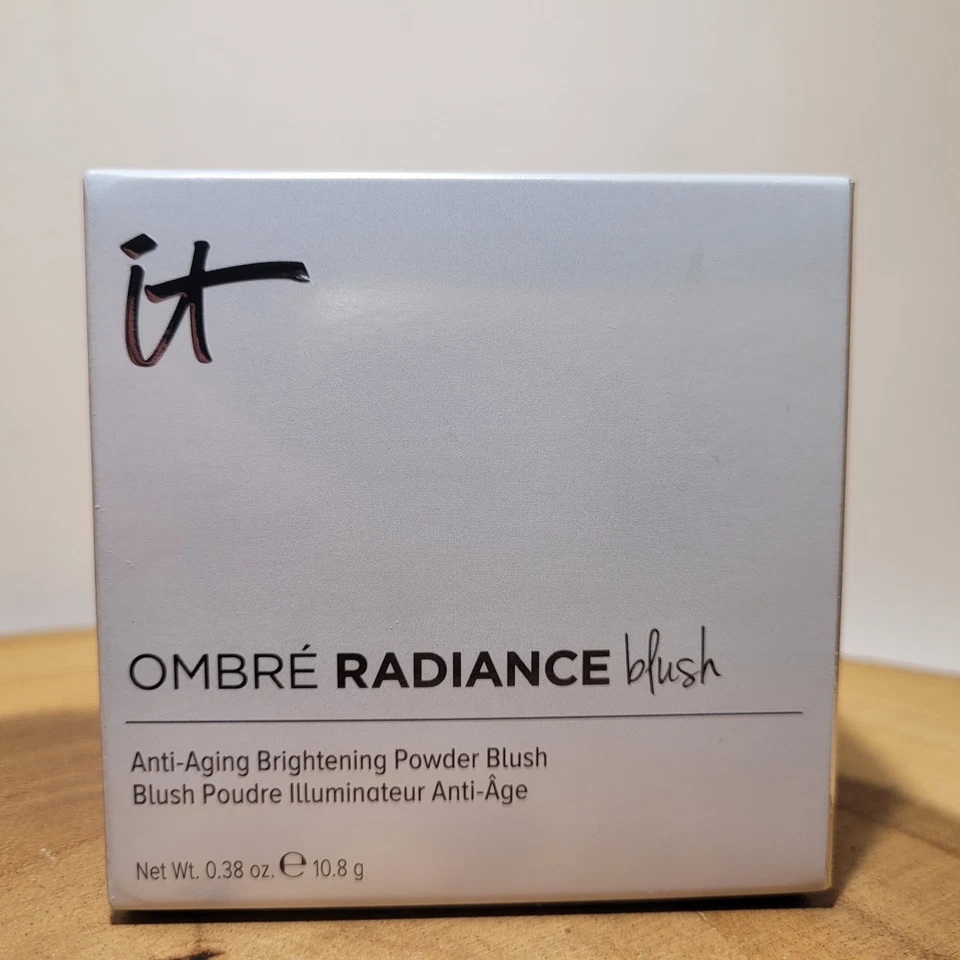 it
OMBRÉ RADIANCE blush
Anti-Aging Brightening Powder Blush
Blush Poudre Illuminateur Anti-Âge
Net Wt. 0.38 oz. ℮ 10.8 g